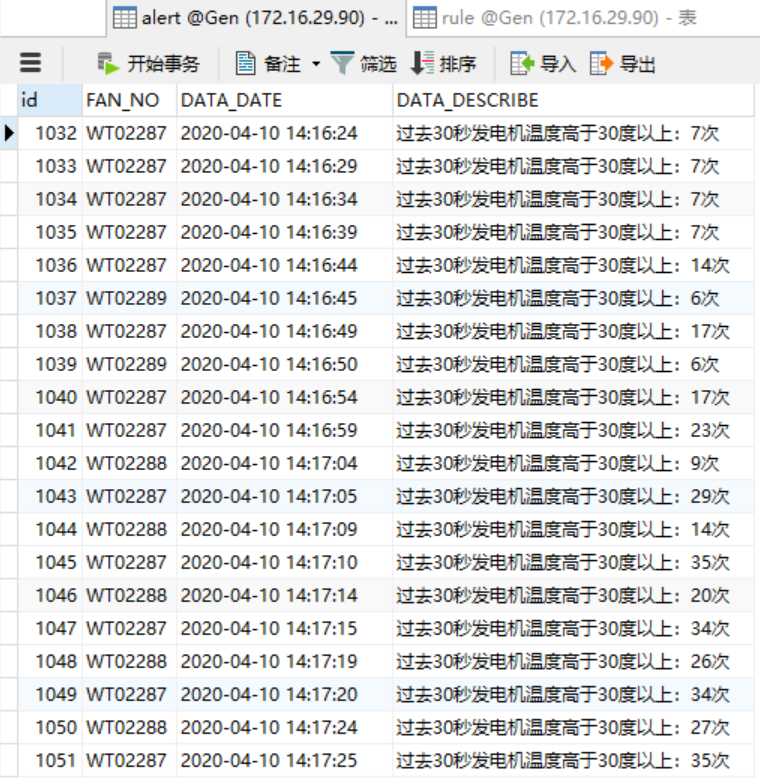 alert @Gen (172.16.29.90) - ... rule @Gen (172.16.29.90) - 表
开始事务 备注 筛选 排序 导入 导出
id FAN_NO DATA_DATE DATA_DESCRIBE
1032 WT02287 2020-04-10 14:16:24 过去30秒发电机温度高于30度以上：7次
1033 WT02287 2020-04-10 14:16:29 过去30秒发电机温度高于30度以上：7次
1034 WT02287 2020-04-10 14:16:34 过去30秒发电机温度高于30度以上：7次
1035 WT02287 2020-04-10 14:16:39 过去30秒发电机温度高于30度以上：7次
1036 WT02287 2020-04-10 14:16:44 过去30秒发电机温度高于30度以上：14次
1037 WT02289 2020-04-10 14:16:45 过去30秒发电机温度高于30度以上：6次
1038 WT02287 2020-04-10 14:16:49 过去30秒发电机温度高于30度以上：17次
1039 WT02289 2020-04-10 14:16:50 过去30秒发电机温度高于30度以上：6次
1040 WT02287 2020-04-10 14:16:54 过去30秒发电机温度高于30度以上：17次
1041 WT02287 2020-04-10 14:16:59 过去30秒发电机温度高于30度以上：23次
1042 WT02288 2020-04-10 14:17:04 过去30秒发电机温度高于30度以上：9次
1043 WT02287 2020-04-10 14:17:05 过去30秒发电机温度高于30度以上：29次
1044 WT02288 2020-04-10 14:17:09 过去30秒发电机温度高于30度以上：14次
1045 WT02287 2020-04-10 14:17:10 过去30秒发电机温度高于30度以上：35次
1046 WT02288 2020-04-10 14:17:14 过去30秒发电机温度高于30度以上：20次
1047 WT02287 2020-04-10 14:17:15 过去30秒发电机温度高于30度以上：34次
1048 WT02288 2020-04-10 14:17:19 过去30秒发电机温度高于30度以上：26次
1049 WT02287 2020-04-10 14:17:20 过去30秒发电机温度高于30度以上：34次
1050 WT02288 2020-04-10 14:17:24 过去30秒发电机温度高于30度以上：27次
1051 WT02287 2020-04-10 14:17:25 过去30秒发电机温度高于30度以上：35次